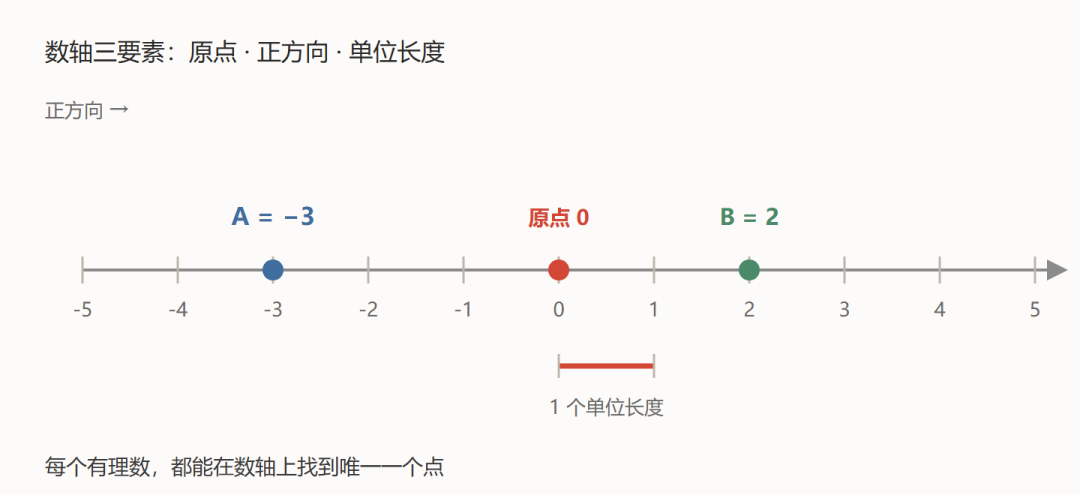 数轴三要素：原点 · 正方向 · 单位长度
正方向 →
A = −3
原点 0
B = 2
-5 -4 -3 -2 -1 0 1 2 3 4 5
1 个单位长度
每个有理数，都能在数轴上找到唯一一个点